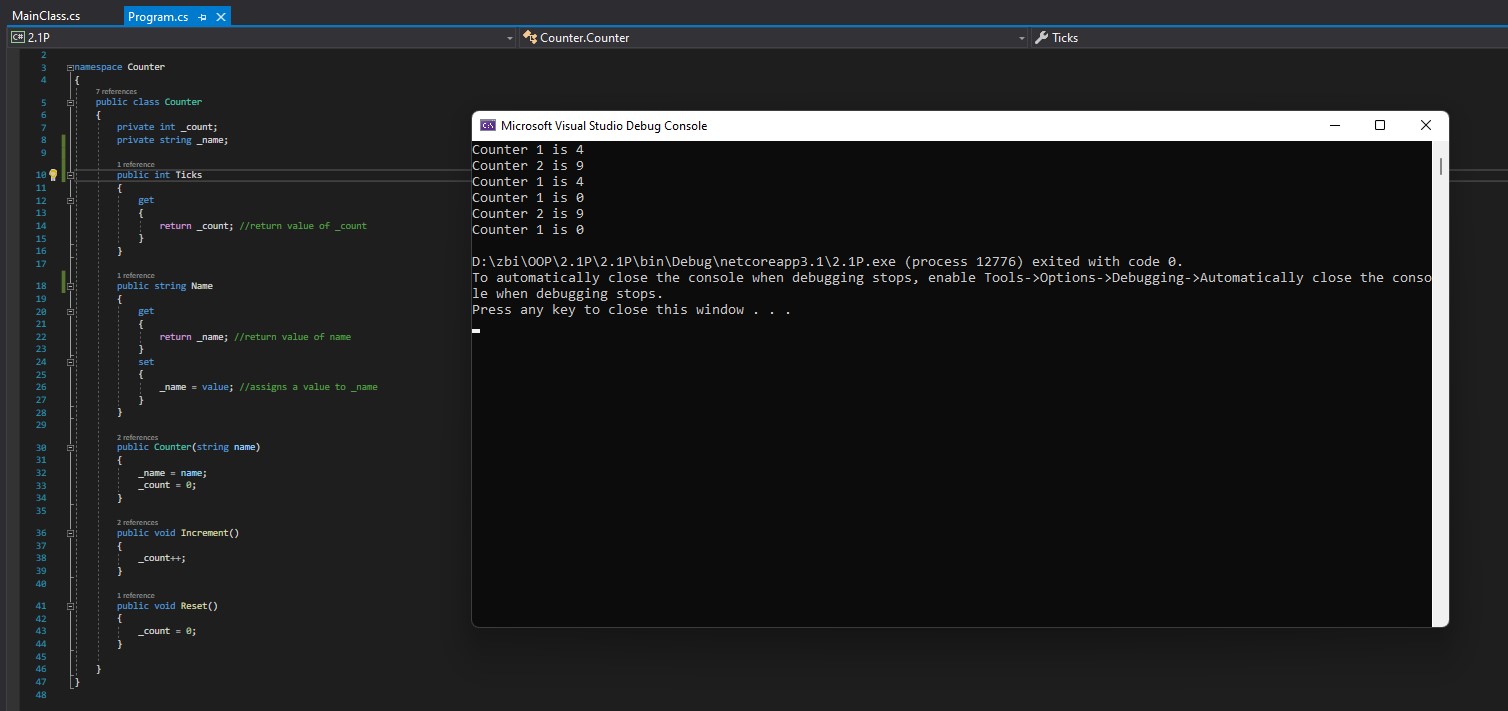 MainClass.cs
Program.cs
C# 2.1P
Counter.Counter
Ticks
2
3 namespace Counter
4 {
7 references
5 public class Counter
6 {
7 private int _count;
8 private string _name;
9
1 reference
10 public int Ticks
11 {
12 get
13 {
14 return _count; //return value of _count
15 }
16 }
17
1 reference
18 public string Name
19 {
20 get
21 {
22 return _name; //return value of name
23 }
24 set
25 {
26 _name = value; //assigns a value to _name
27 }
28 }
29
2 references
30 public Counter(string name)
31 {
32 _name = name;
33 _count = 0;
34 }
35
2 references
36 public void Increment()
37 {
38 _count++;
39 }
40
1 reference
41 public void Reset()
42 {
43 _count = 0;
44 }
45
46 }
47 }
48
Microsoft Visual Studio Debug Console
Counter 1 is 4
Counter 2 is 9
Counter 1 is 4
Counter 1 is 0
Counter 2 is 9
Counter 1 is 0
D:\zbi\OOP\2.1P\2.1P\bin\Debug\netcoreapp3.1\2.1P.exe (process 12776) exited with code 0.
To automatically close the console when debugging stops, enable Tools->Options->Debugging->Automatically close the conso
le when debugging stops.
Press any key to close this window . . .